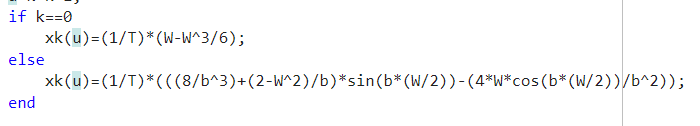 if k==0
xk(u)=(1/T)*(W-W^3/6);
else
xk(u)=(1/T)*(((8/b^3)+(2-W^2)/b)*sin(b*(W/2))-(4*W*cos(b*(W/2))/b^2));
end